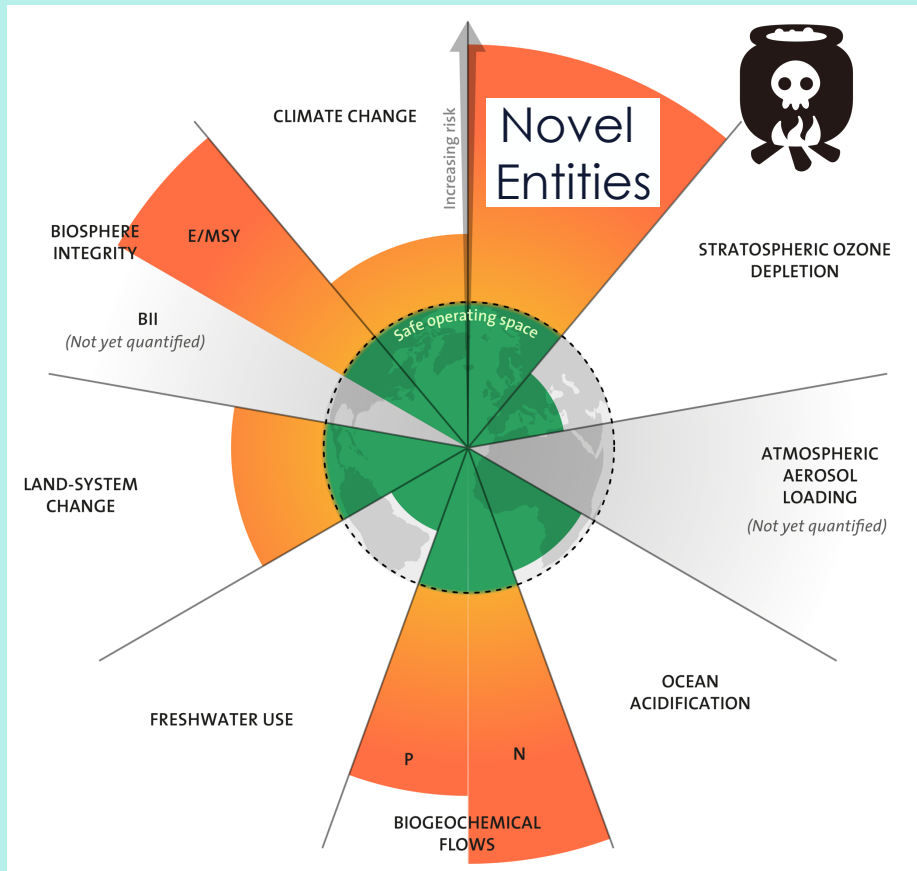 CLIMATE CHANGE
Increasing risk
Novel
Entities
BIOSPHERE
INTEGRITY
E/MSY
STRATOSPHERIC OZONE
DEPLETION
BII
(Not yet quantified)
Safe operating space
LAND-SYSTEM
CHANGE
ATMOSPHERIC
AEROSOL
LOADING
(Not yet quantified)
FRESHWATER USE
OCEAN
ACIDIFICATION
P
N
BIOGEOCHEMICAL
FLOWS